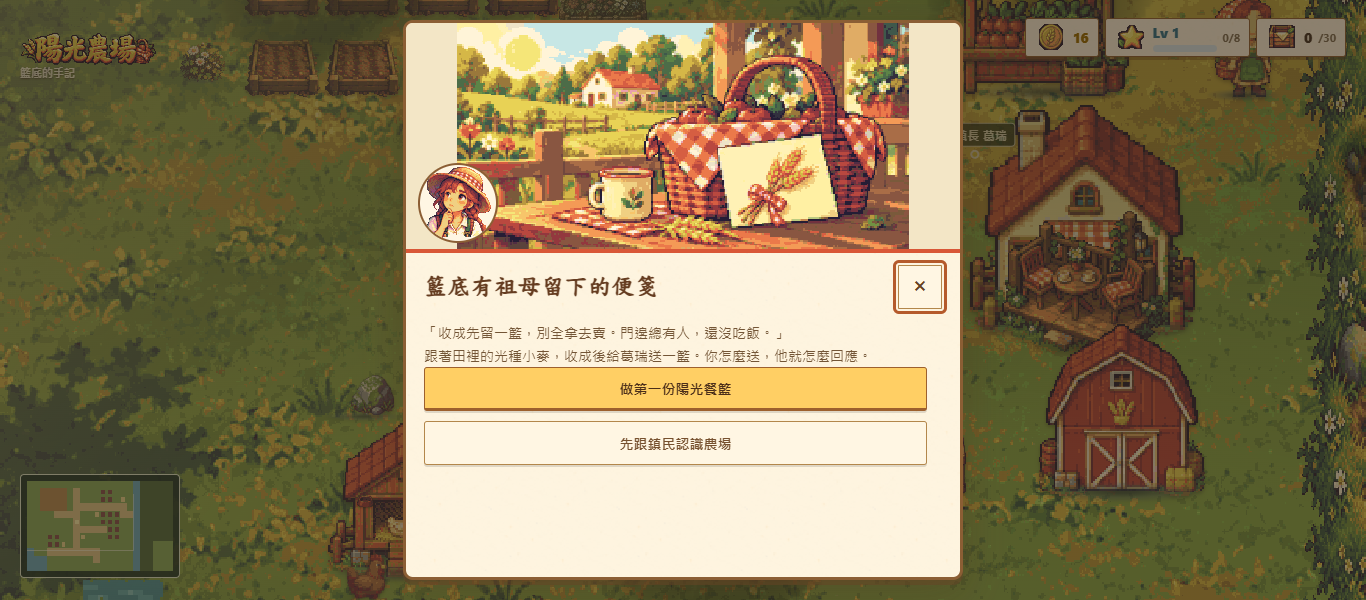 陽光農場
籃底的手記
16
Lv 1
0/8
0 /30
長 葛瑞
籃底有祖母留下的便箋
×
「收成先留一籃，別全拿去賣。門邊總有人，還沒吃飯。」
跟著田裡的光種小麥，收成後給葛瑞送一籃。你怎麼送，他就怎麼回應。
做第一份陽光餐籃
先跟鎮民認識農場